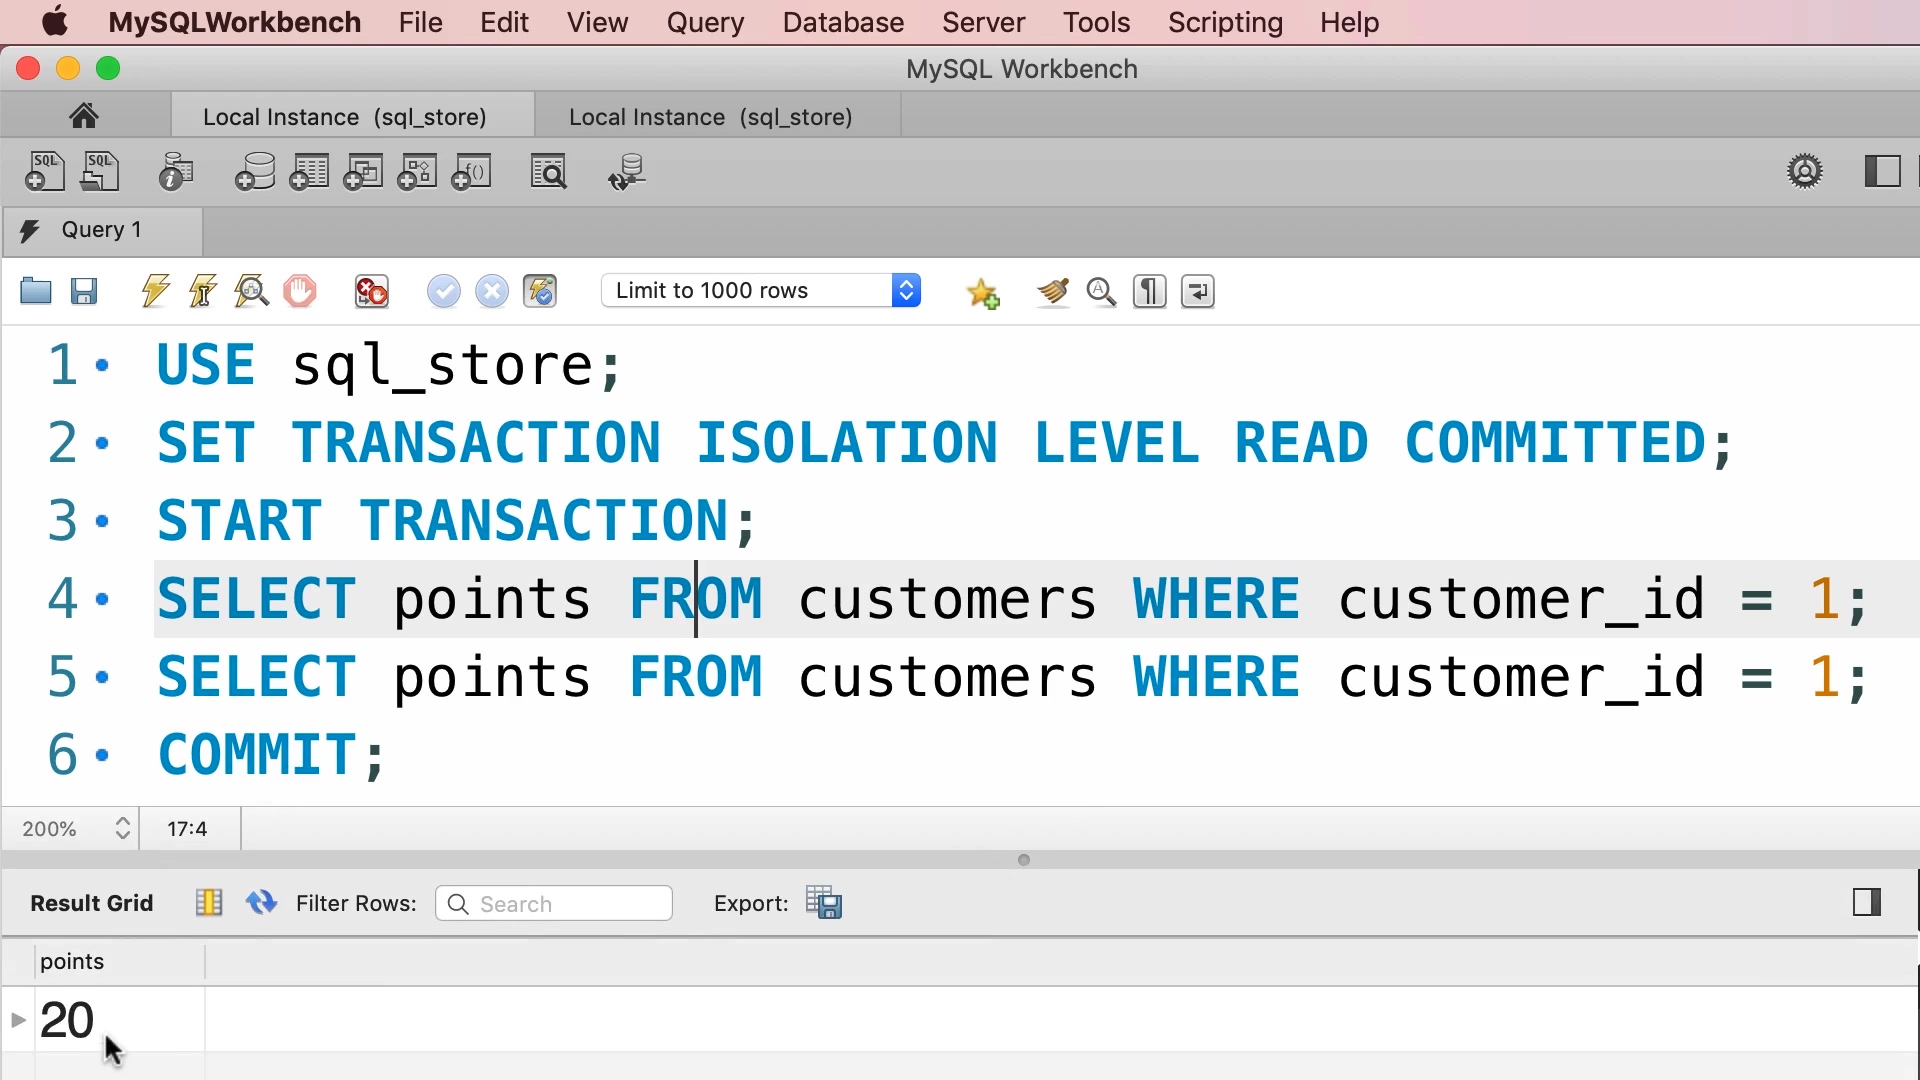 MySQLWorkbench File Edit View Query Database Server Tools Scripting Help
MySQL Workbench
Local Instance (sql_store) Local Instance (sql_store)
SQL SQL
Query 1
Limit to 1000 rows
1 USE sql_store;
2 SET TRANSACTION ISOLATION LEVEL READ COMMITTED;
3 START TRANSACTION;
4 SELECT points FROM customers WHERE customer_id = 1;
5 SELECT points FROM customers WHERE customer_id = 1;
6 COMMIT;
200% 17:4
Result Grid Filter Rows: Search Export:
points
20